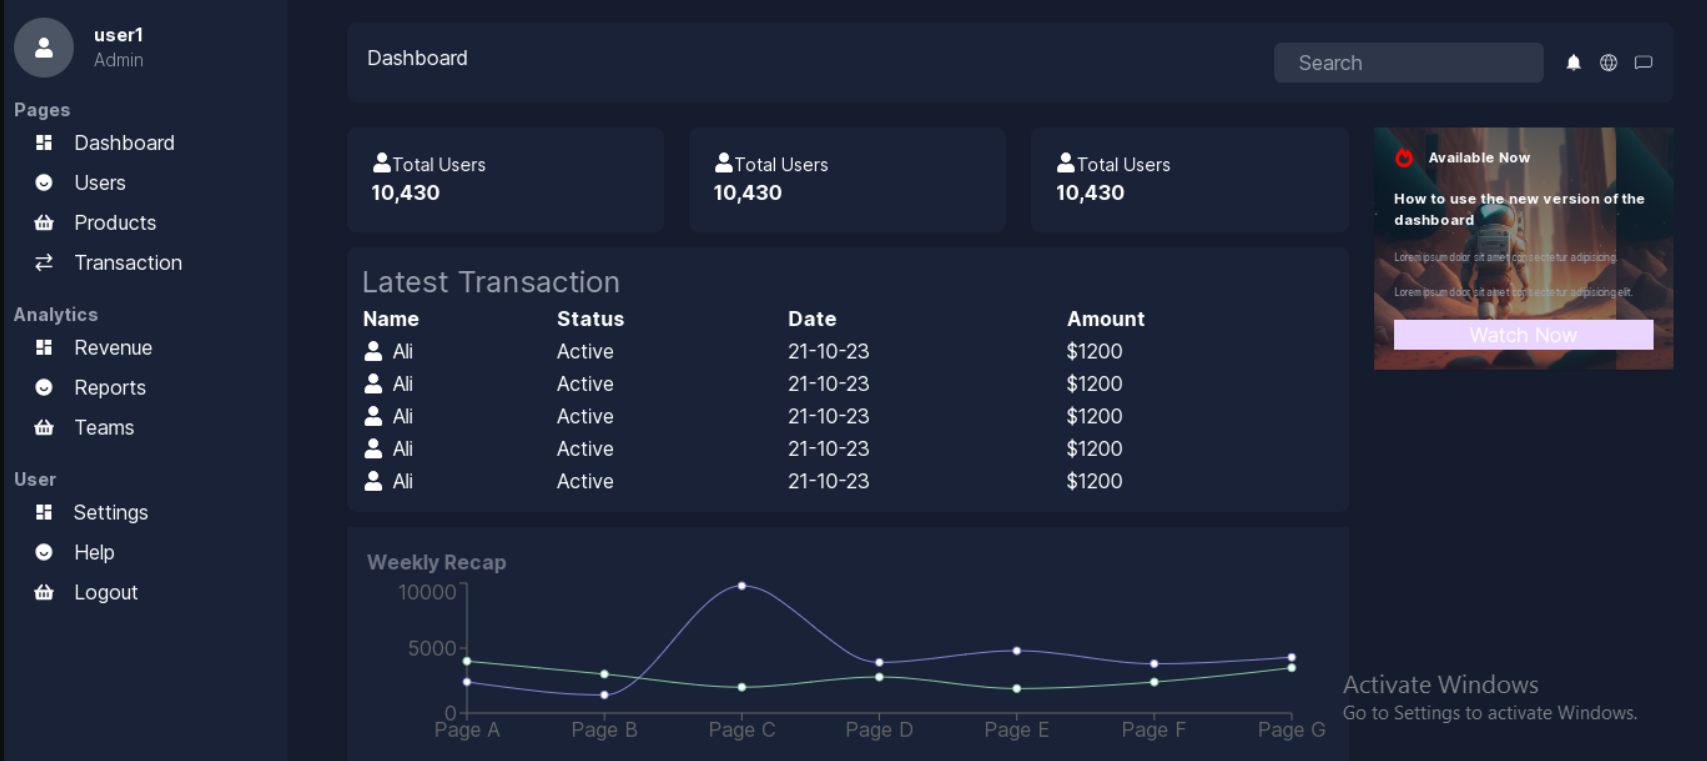 user1
Admin
Pages
Dashboard
Users
Products
Transaction
Analytics
Revenue
Reports
Teams
User
Settings
Help
Logout
Dashboard
Search
Total Users
10,430
Total Users
10,430
Total Users
10,430
Latest Transaction
Name Status Date Amount
Ali Active 21-10-23 $1200
Ali Active 21-10-23 $1200
Ali Active 21-10-23 $1200
Ali Active 21-10-23 $1200
Ali Active 21-10-23 $1200
Weekly Recap
10000
5000
0
Page A Page B Page C Page D Page E Page F Page G
Available Now
How to use the new version of the
dashboard
Lorem ipsum dolor sit amet consectetur adipisicing.
Lorem ipsum dolor sit amet consectetur adipisicing elit.
Watch Now
Activate Windows
Go to Settings to activate Windows.